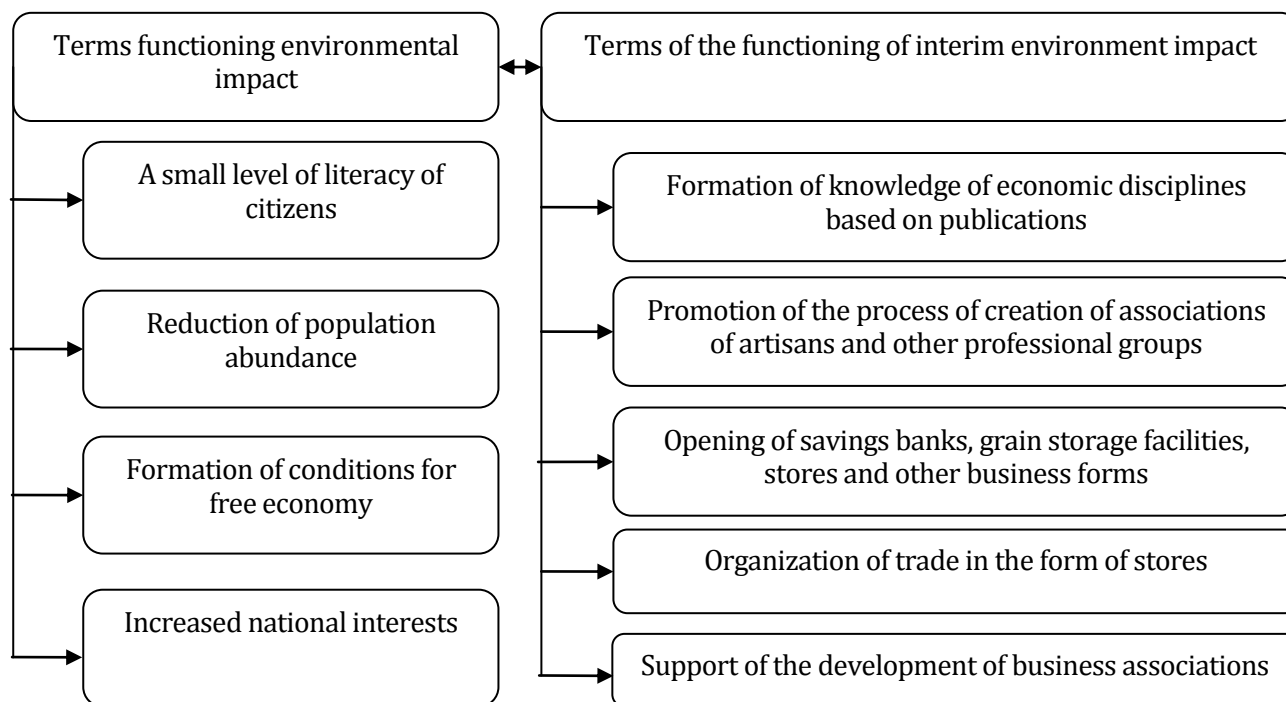 Terms functioning environmental
impact
A small level of literacy of
citizens
Reduction of population
abundance
Formation of conditions for
free economy
Increased national interests
Terms of the functioning of interim environment impact
Formation of knowledge of economic disciplines
based on publications
Promotion of the process of creation of associations
of artisans and other professional groups
Opening of savings banks, grain storage facilities,
stores and other business forms
Organization of trade in the form of stores
Support of the development of business associations